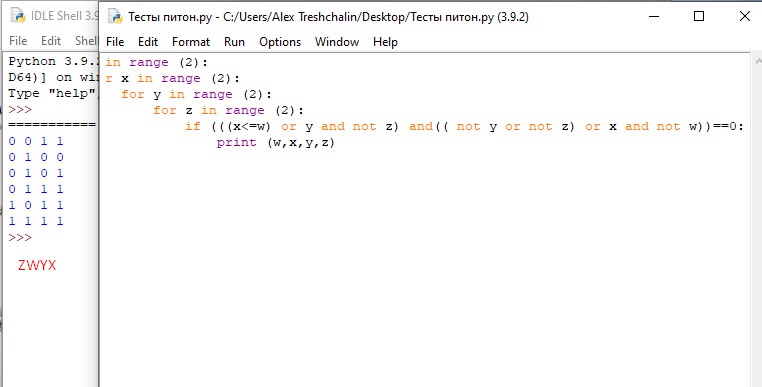 IDLE Shell 3.9
File Edit Shel
Python 3.9.2
D64)] on win
Type "help",
>>>
===========
0 0 1 1
0 1 0 0
0 1 0 1
0 1 1 1
1 0 1 1
1 1 1 1
>>>
ZWYX
Тесты питон.py - C:/Users/Alex Treshchalin/Desktop/Тесты питон.py (3.9.2)
File Edit Format Run Options Window Help
in range (2):
r x in range (2):
for y in range (2):
for z in range (2):
if (((x<=w) or y and not z) and(( not y or not z) or x and not w))==0:
print (w,x,y,z)